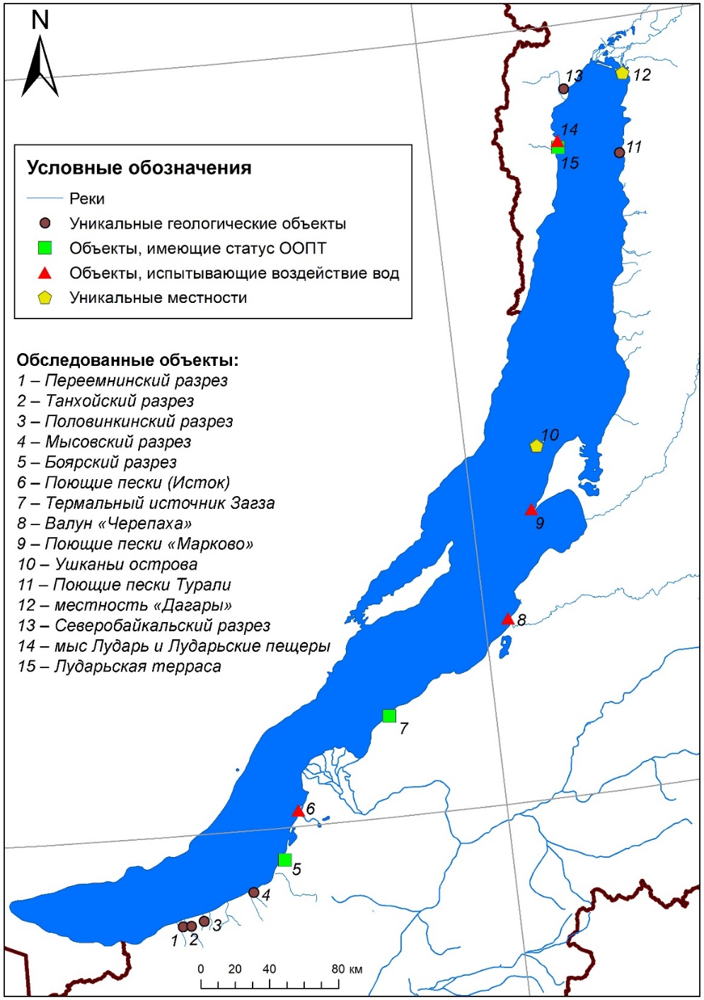 N
13
12
14
11
15
Условные обозначения
Реки
Уникальные геологические объекты
Объекты, имеющие статус ООПТ
Объекты, испытывающие воздействие вод
Уникальные местности
Обследованные объекты:
1 – Переемнинский разрез
2 – Танхойский разрез
3 – Половинкинский разрез
4 – Мысовский разрез
5 – Боярский разрез
6 – Поющие пески (Исток)
7 – Термальный источник Загза
8 – Валун «Черепаха»
9 – Поющие пески «Марково»
10 – Ушканьи острова
11 – Поющие пески Турали
12 – местность «Дагары»
13 – Северобайкальский разрез
14 – мыс Лударь и Лударьские пещеры
15 – Лударьская терраса
10
9
8
7
6
5
4
3
1 2
0 20 40 80 км